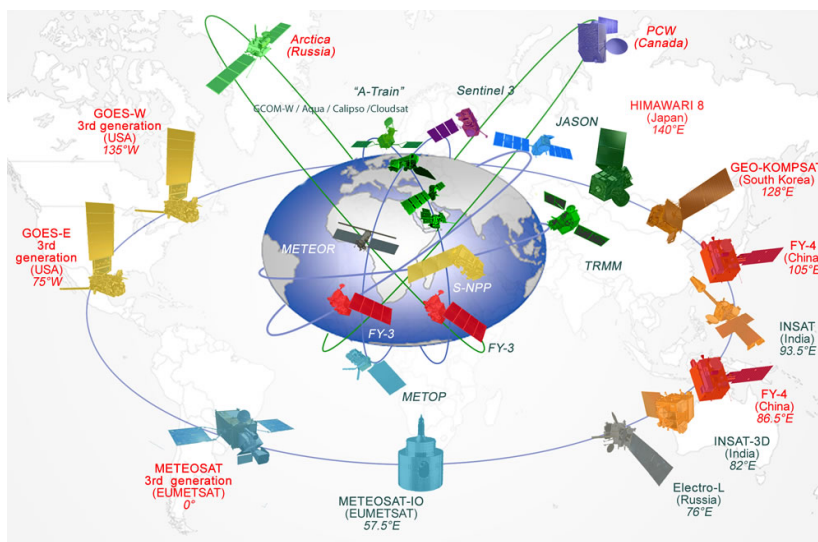 Arctica
(Russia)
PCW
(Canada)
"A-Train"
GCOM-W / Aqua / Calipso /Cloudsat
Sentinel 3
JASON
HIMAWARI 8
(Japan)
140°E
GOES-W
3rd generation
(USA)
135°W
GEO-KOMPSAT
(South Korea)
128°E
GOES-E
3rd
generation
(USA)
75°W
METEOR
TRMM
FY-4
(China)
105°E
S-NPP
FY-3
FY-3
INSAT
(India)
93.5°E
METOP
FY-4
(China)
86.5°E
INSAT-3D
(India)
82°E
METEOSAT
3rd generation
(EUMETSAT)
0°
METEOSAT-IO
(EUMETSAT)
57.5°E
Electro-L
(Russia)
76°E